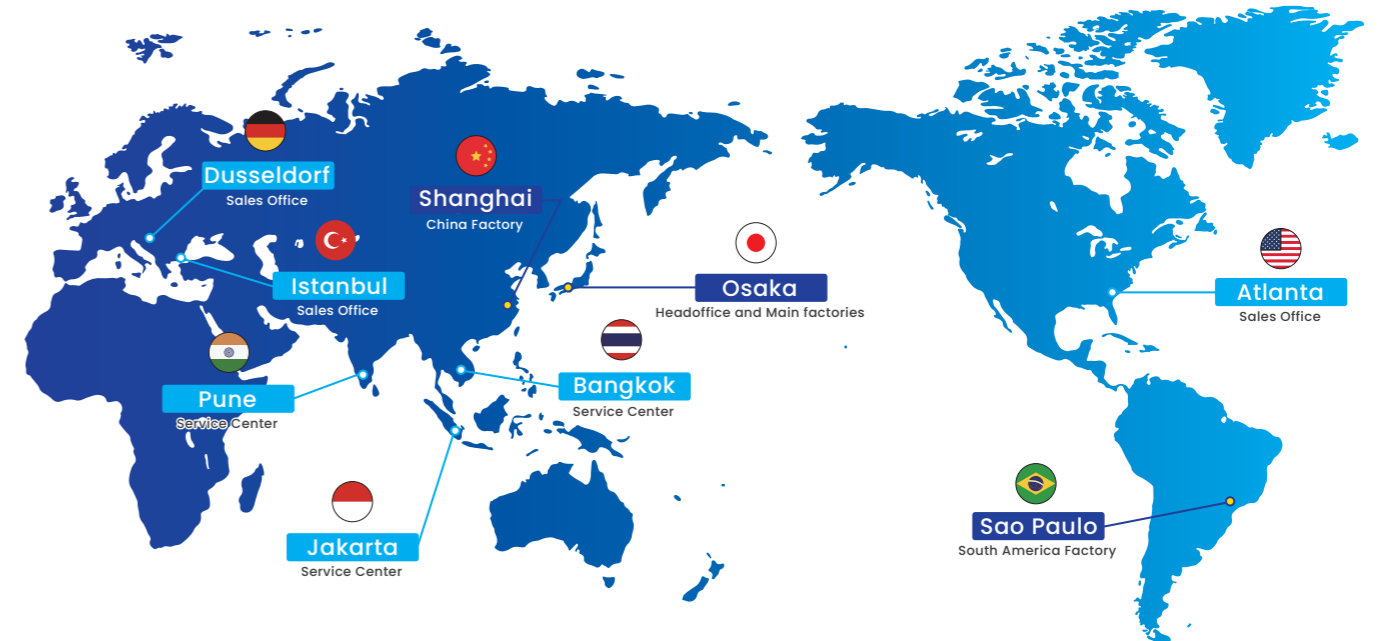 Dusseldorf
Sales Office
Shanghai
China Factory
Istanbul
Sales Office
Osaka
Headoffice and Main factories
Atlanta
Sales Office
Pune
Service Center
Bangkok
Service Center
Sao Paulo
South America Factory
Jakarta
Service Center